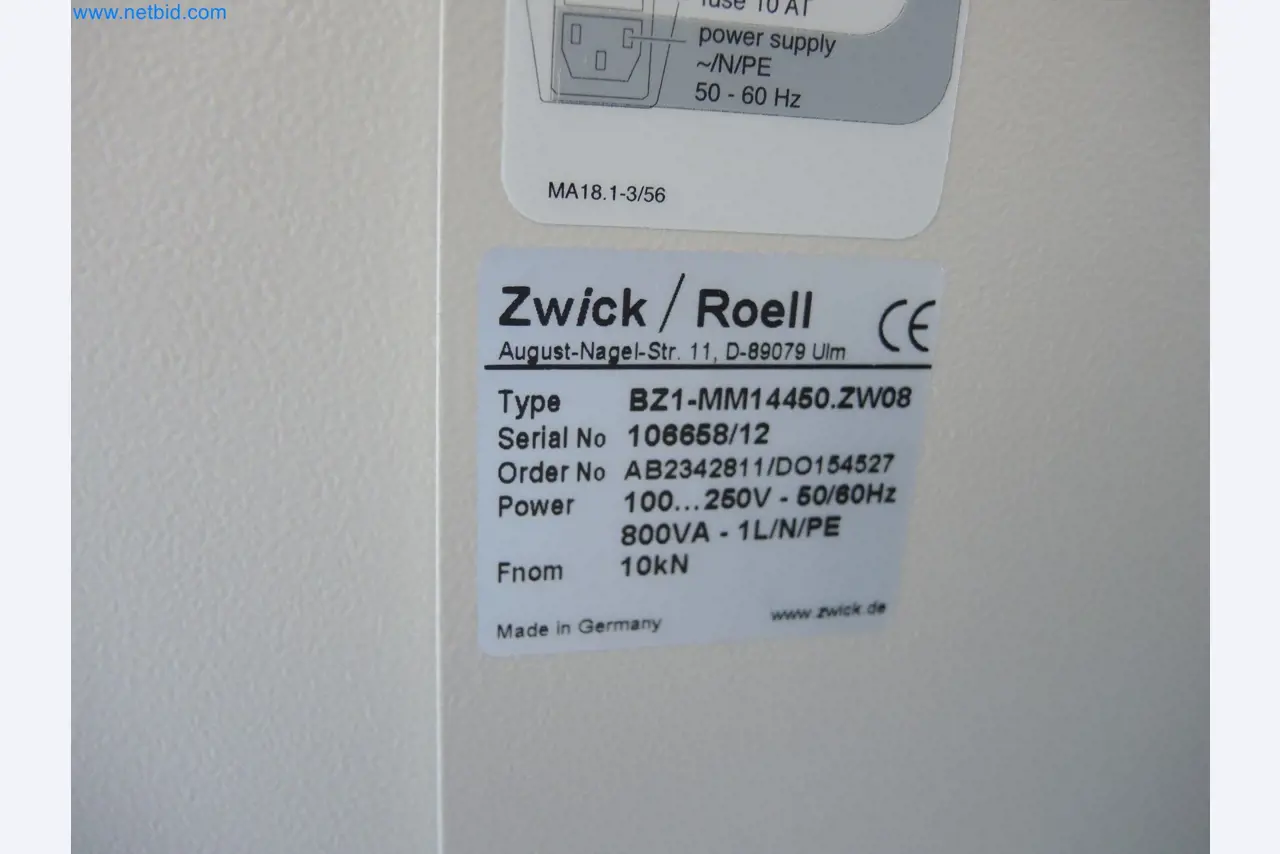 www.netbid.com
fuse 10 AT
power supply
~/N/PE
50 - 60 Hz
MA18.1-3/56
Zwick / Roell CE
August-Nagel-Str. 11, D-89079 Ulm
Type BZ1-MM14450.ZW08
Serial No 106658/12
Order No AB2342811/DO154527
Power 100...250V - 50/60Hz
800VA - 1L/N/PE
Fnom 10kN
Made in Germany www.zwick.de